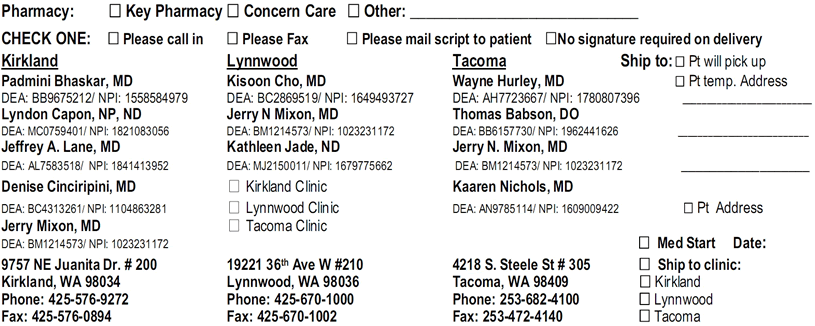 Pharmacy: ☐ Key Pharmacy ☐ Concern Care ☐ Other: ______________________________
CHECK ONE: ☐ Please call in ☐ Please Fax ☐ Please mail script to patient ☐No signature required on delivery
Kirkland Lynnwood Tacoma Ship to: ☐ Pt will pick up
Padmini Bhaskar, MD Kisoon Cho, MD Wayne Hurley, MD ☐ Pt temp. Address
DEA: BB9675212/ NPI: 1558584979 DEA: BC2869519/ NPI: 1649493727 DEA: AH7723667/ NPI: 1780807396 ____________________
Lyndon Capon, NP, ND Jerry N Mixon, MD Thomas Babson, DO
DEA: MC0759401/ NPI: 1821083056 DEA: BM1214573/ NPI: 1023231172 DEA: BB6157730/ NPI: 1962441626 ____________________
Jeffrey A. Lane, MD Kathleen Jade, ND Jerry N. Mixon, MD
DEA: AL7583518/ NPI: 1841413952 DEA: MJ2150011/ NPI: 1679775662 DEA: BM1214573/ NPI: 1023231172 ____________________
Denise Cinciripini, MD ☐ Kirkland Clinic Kaaren Nichols, MD
DEA: BC4313261/ NPI: 1104863281 ☐ Lynnwood Clinic DEA: AN9785114/ NPI: 1609009422 ☐ Pt Address
Jerry Mixon, MD ☐ Tacoma Clinic
DEA: BM1214573/ NPI: 1023231172 ☐ Med Start Date:
9757 NE Juanita Dr. # 200 19221 36th Ave W #210 4218 S. Steele St # 305 ☐ Ship to clinic:
Kirkland, WA 98034 Lynnwood, WA 98036 Tacoma, WA 98409 ☐ Kirkland
Phone: 425-576-9272 Phone: 425-670-1000 Phone: 253-682-4100 ☐ Lynnwood
Fax: 425-576-0894 Fax: 425-670-1002 Fax: 253-472-4140 ☐ Tacoma